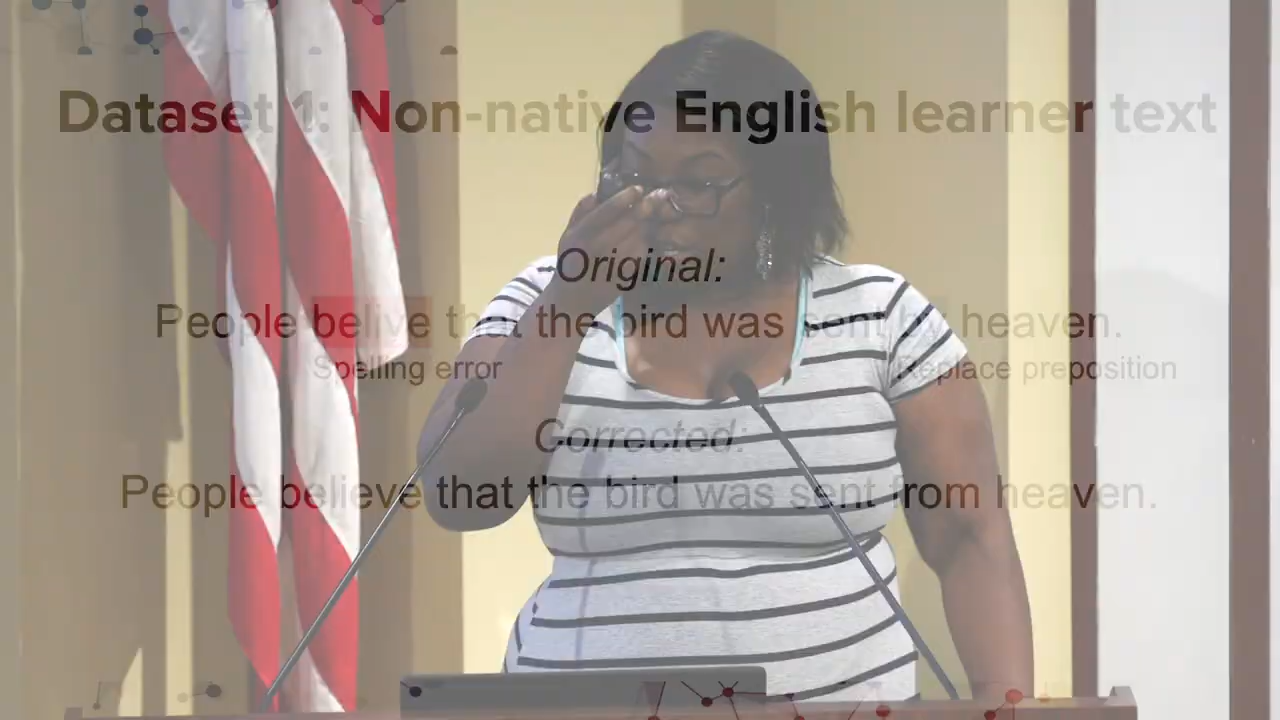 Dataset 1: Non-native English learner text
Original:
People belive that the bird was sent by heaven.
Spelling error Replace preposition
Corrected:
People believe that the bird was sent from heaven.